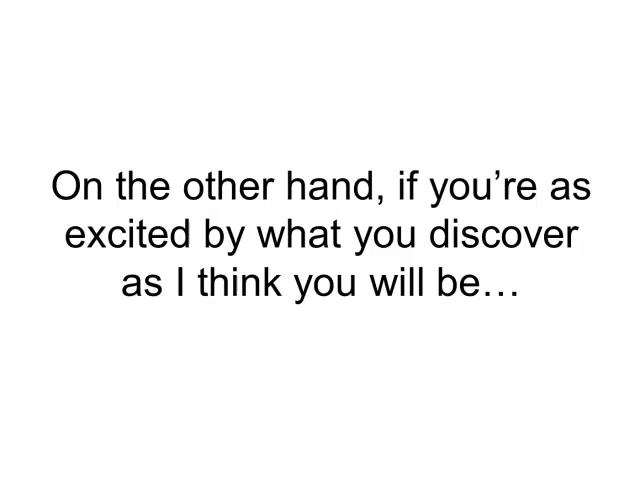 On the other hand, if you’re as
excited by what you discover
as I think you will be…